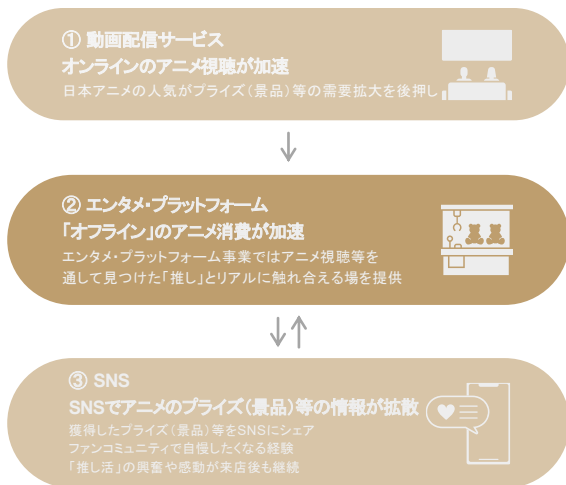 ① 動画配信サービス
オンラインのアニメ視聴が加速
日本アニメの人気がプライズ（景品）等の需要拡大を後押し
② エンタメ・プラットフォーム
「オフライン」のアニメ消費が加速
エンタメ・プラットフォーム事業ではアニメ視聴等を
通して見つけた「推し」とリアルに触れ合える場を提供
③ SNS
SNSでアニメのプライズ（景品）等の情報が拡散
獲得したプライズ（景品）等をSNSにシェア
ファンコミュニティで自慢したくなる経験
「推し活」の興奮や感動が来店後も継続